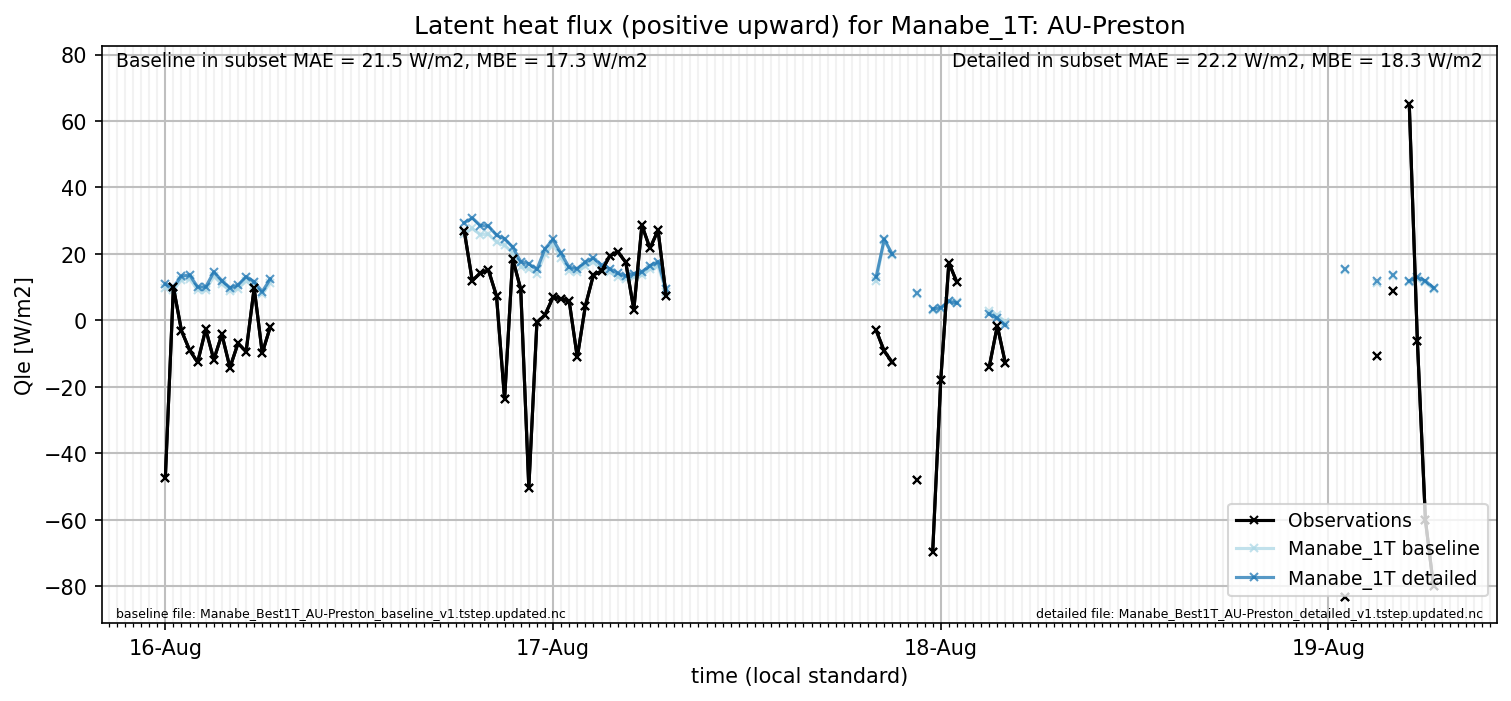 Latent heat flux (positive upward) for Manabe_1T: AU-Preston
Baseline in subset MAE = 21.5 W/m2, MBE = 17.3 W/m2
Detailed in subset MAE = 22.2 W/m2, MBE = 18.3 W/m2
80
60
40
20
0
−20
−40
−60
−80
Qle [W/m2]
Observations
Manabe_1T baseline
Manabe_1T detailed
baseline file: Manabe_Best1T_AU-Preston_baseline_v1.tstep.updated.nc
detailed file: Manabe_Best1T_AU-Preston_detailed_v1.tstep.updated.nc
16-Aug
17-Aug
18-Aug
19-Aug
time (local standard)